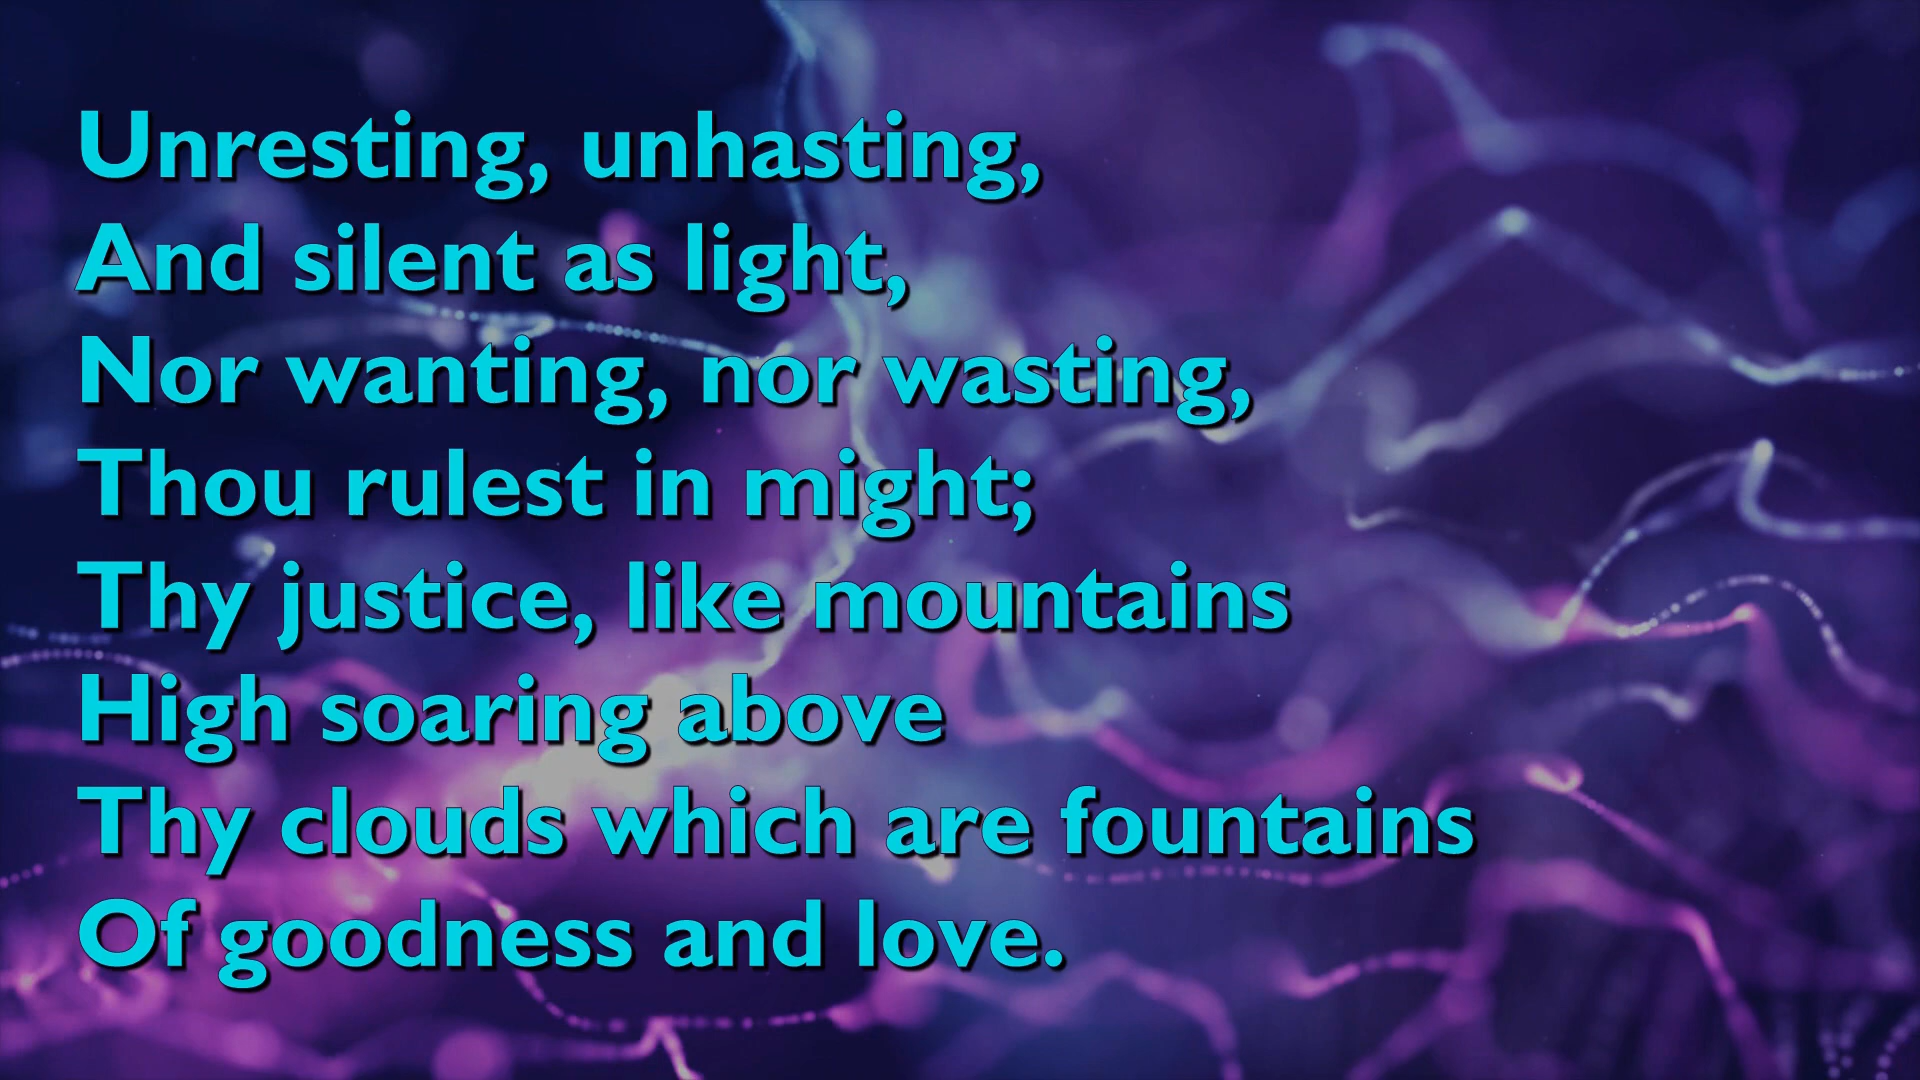 Unresting, unhasting,
And silent as light,
Nor wanting, nor wasting,
Thou rulest in might;
Thy justice, like mountains
High soaring above
Thy clouds which are fountains
Of goodness and love.